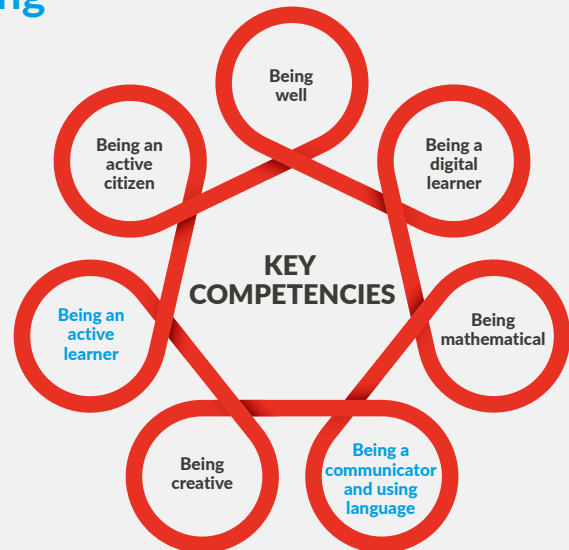 Being
well
Being an
active
citizen
Being a
digital
learner
KEY
COMPETENCIES
Being an
active
learner
Being
mathematical
Being
creative
Being a
communicator
and using
language